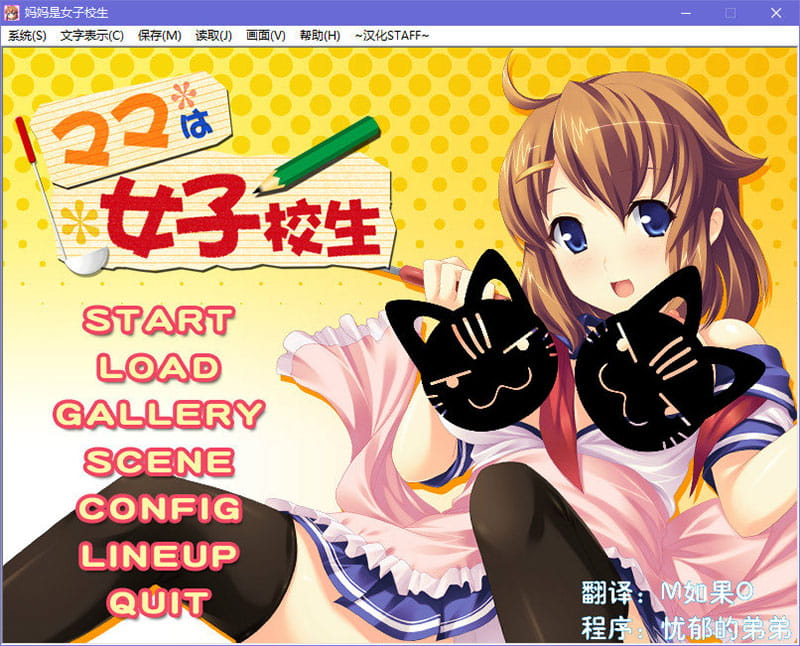 妈妈是女子校生
系统(S) 文字表示(C) 保存(M) 读取(J) 画面(V) 帮助(H) ~汉化STAFF~
ママは
女子校生
START
LOAD
GALLERY
SCENE
CONFIG
LINEUP
QUIT
翻译：M如果O
程序：忧郁的弟弟